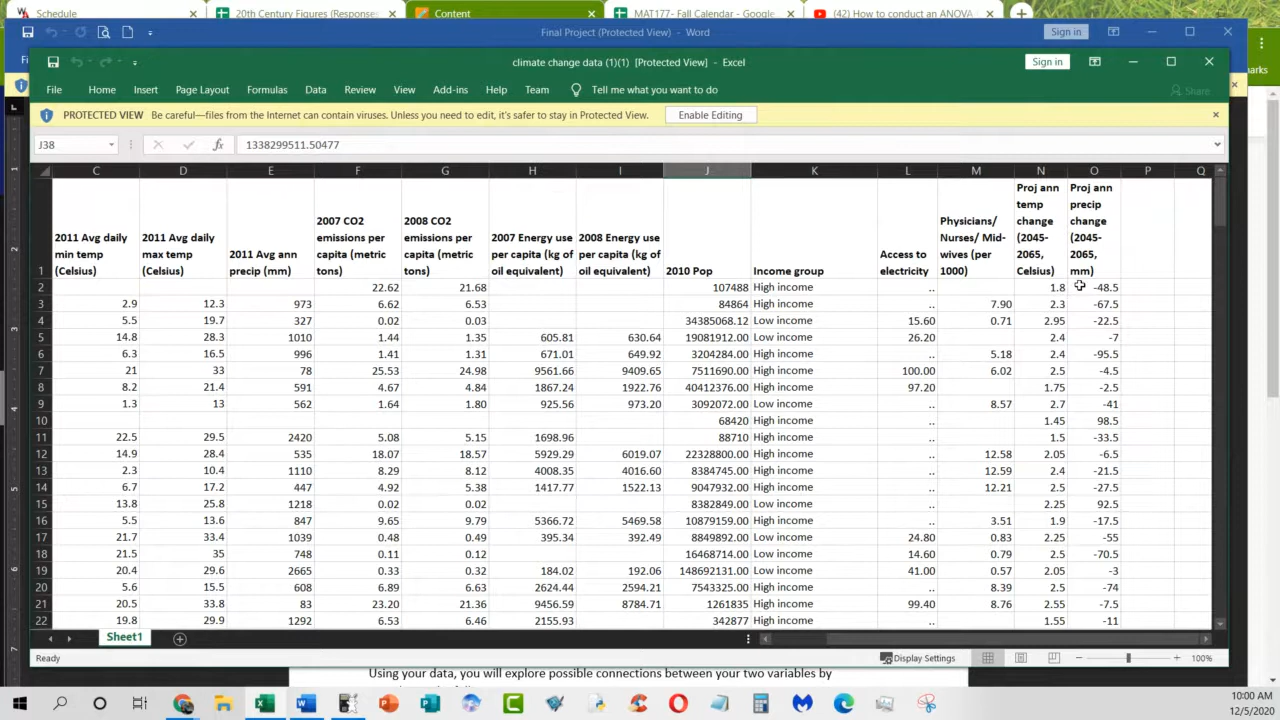 Schedule × 20th Century Figures (Responses × Content × MAT177- Fall Calendar - Google × (42) How to conduct an ANOVA ×
Final Project (Protected View) - Word Sign in
climate change data (1)(1) [Protected View] - Excel Sign in
File Home Insert Page Layout Formulas Data Review View Add-ins Help Team Tell me what you want to do Share
PROTECTED VIEW Be careful—files from the Internet can contain viruses. Unless you need to edit, it's safer to stay in Protected View. Enable Editing
J38 fx 1338299511.50477
C D E F G H I J K L M N O P Q
1 2011 Avg daily min temp (Celsius) 2011 Avg daily max temp (Celsius) 2011 Avg ann precip (mm) 2007 CO2 emissions per capita (metric tons) 2008 CO2 emissions per capita (metric tons) 2007 Energy use per capita (kg of oil equivalent) 2008 Energy use per capita (kg of oil equivalent) 2010 Pop Income group Access to electricity Physicians/ Nurses/ Mid-wives (per 1000) Proj ann temp change (2045-2065, Celsius) Proj ann precip change (2045-2065, mm)
2 22.62 21.68 107488 High income .. 1.8 -48.5
3 2.9 12.3 973 6.62 6.53 84864 High income .. 7.90 2.3 -67.5
4 5.5 19.7 327 0.02 0.03 34385068.12 Low income 15.60 0.71 2.95 -22.5
5 14.8 28.3 1010 1.44 1.35 605.81 630.64 19081912.00 Low income 26.20 2.4 -7
6 6.3 16.5 996 1.41 1.31 671.01 649.92 3204284.00 High income .. 5.18 2.4 -95.5
7 21 33 78 25.53 24.98 9561.66 9409.65 7511690.00 High income 100.00 6.02 2.5 -4.5
8 8.2 21.4 591 4.67 4.84 1867.24 1922.76 40412376.00 High income 97.20 1.75 -2.5
9 1.3 13 562 1.64 1.80 925.56 973.20 3092072.00 Low income .. 8.57 2.7 -41
10 68420 High income .. 1.45 98.5
11 22.5 29.5 2420 5.08 5.15 1698.96 88710 High income .. 1.5 -33.5
12 14.9 28.4 535 18.07 18.57 5929.29 6019.07 22328800.00 High income .. 12.58 2.05 -6.5
13 2.3 10.4 1110 8.29 8.12 4008.35 4016.60 8384745.00 High income .. 12.59 2.4 -21.5
14 6.7 17.2 447 4.92 5.38 1417.77 1522.13 9047932.00 High income .. 12.21 2.5 -27.5
15 13.8 25.8 1218 0.02 0.02 8382849.00 Low income .. 2.25 92.5
16 5.5 13.6 847 9.65 9.79 5366.72 5469.58 10879159.00 High income .. 3.51 1.9 -17.5
17 21.7 33.4 1039 0.48 0.49 395.34 392.49 8849892.00 Low income 24.80 0.83 2.25 -55
18 21.5 35 748 0.11 0.12 16468714.00 Low income 14.60 0.79 2.5 -70.5
19 20.4 29.6 2665 0.33 0.32 184.02 192.06 148692131.00 Low income 41.00 0.57 2.05 -3
20 5.6 15.5 608 6.89 6.63 2624.44 2594.21 7543325.00 High income .. 8.39 2.5 -74
21 20.5 33.8 83 23.20 21.36 9456.59 8784.71 1261835 High income 99.40 8.76 2.55 -7.5
22 19.8 29.9 1292 6.53 6.46 2155.93 342877 High income .. 1.55 -11
Sheet1
Ready Display Settings 100%
Using your data, you will explore possible connections between your two variables by
10:00 AM
12/5/2020